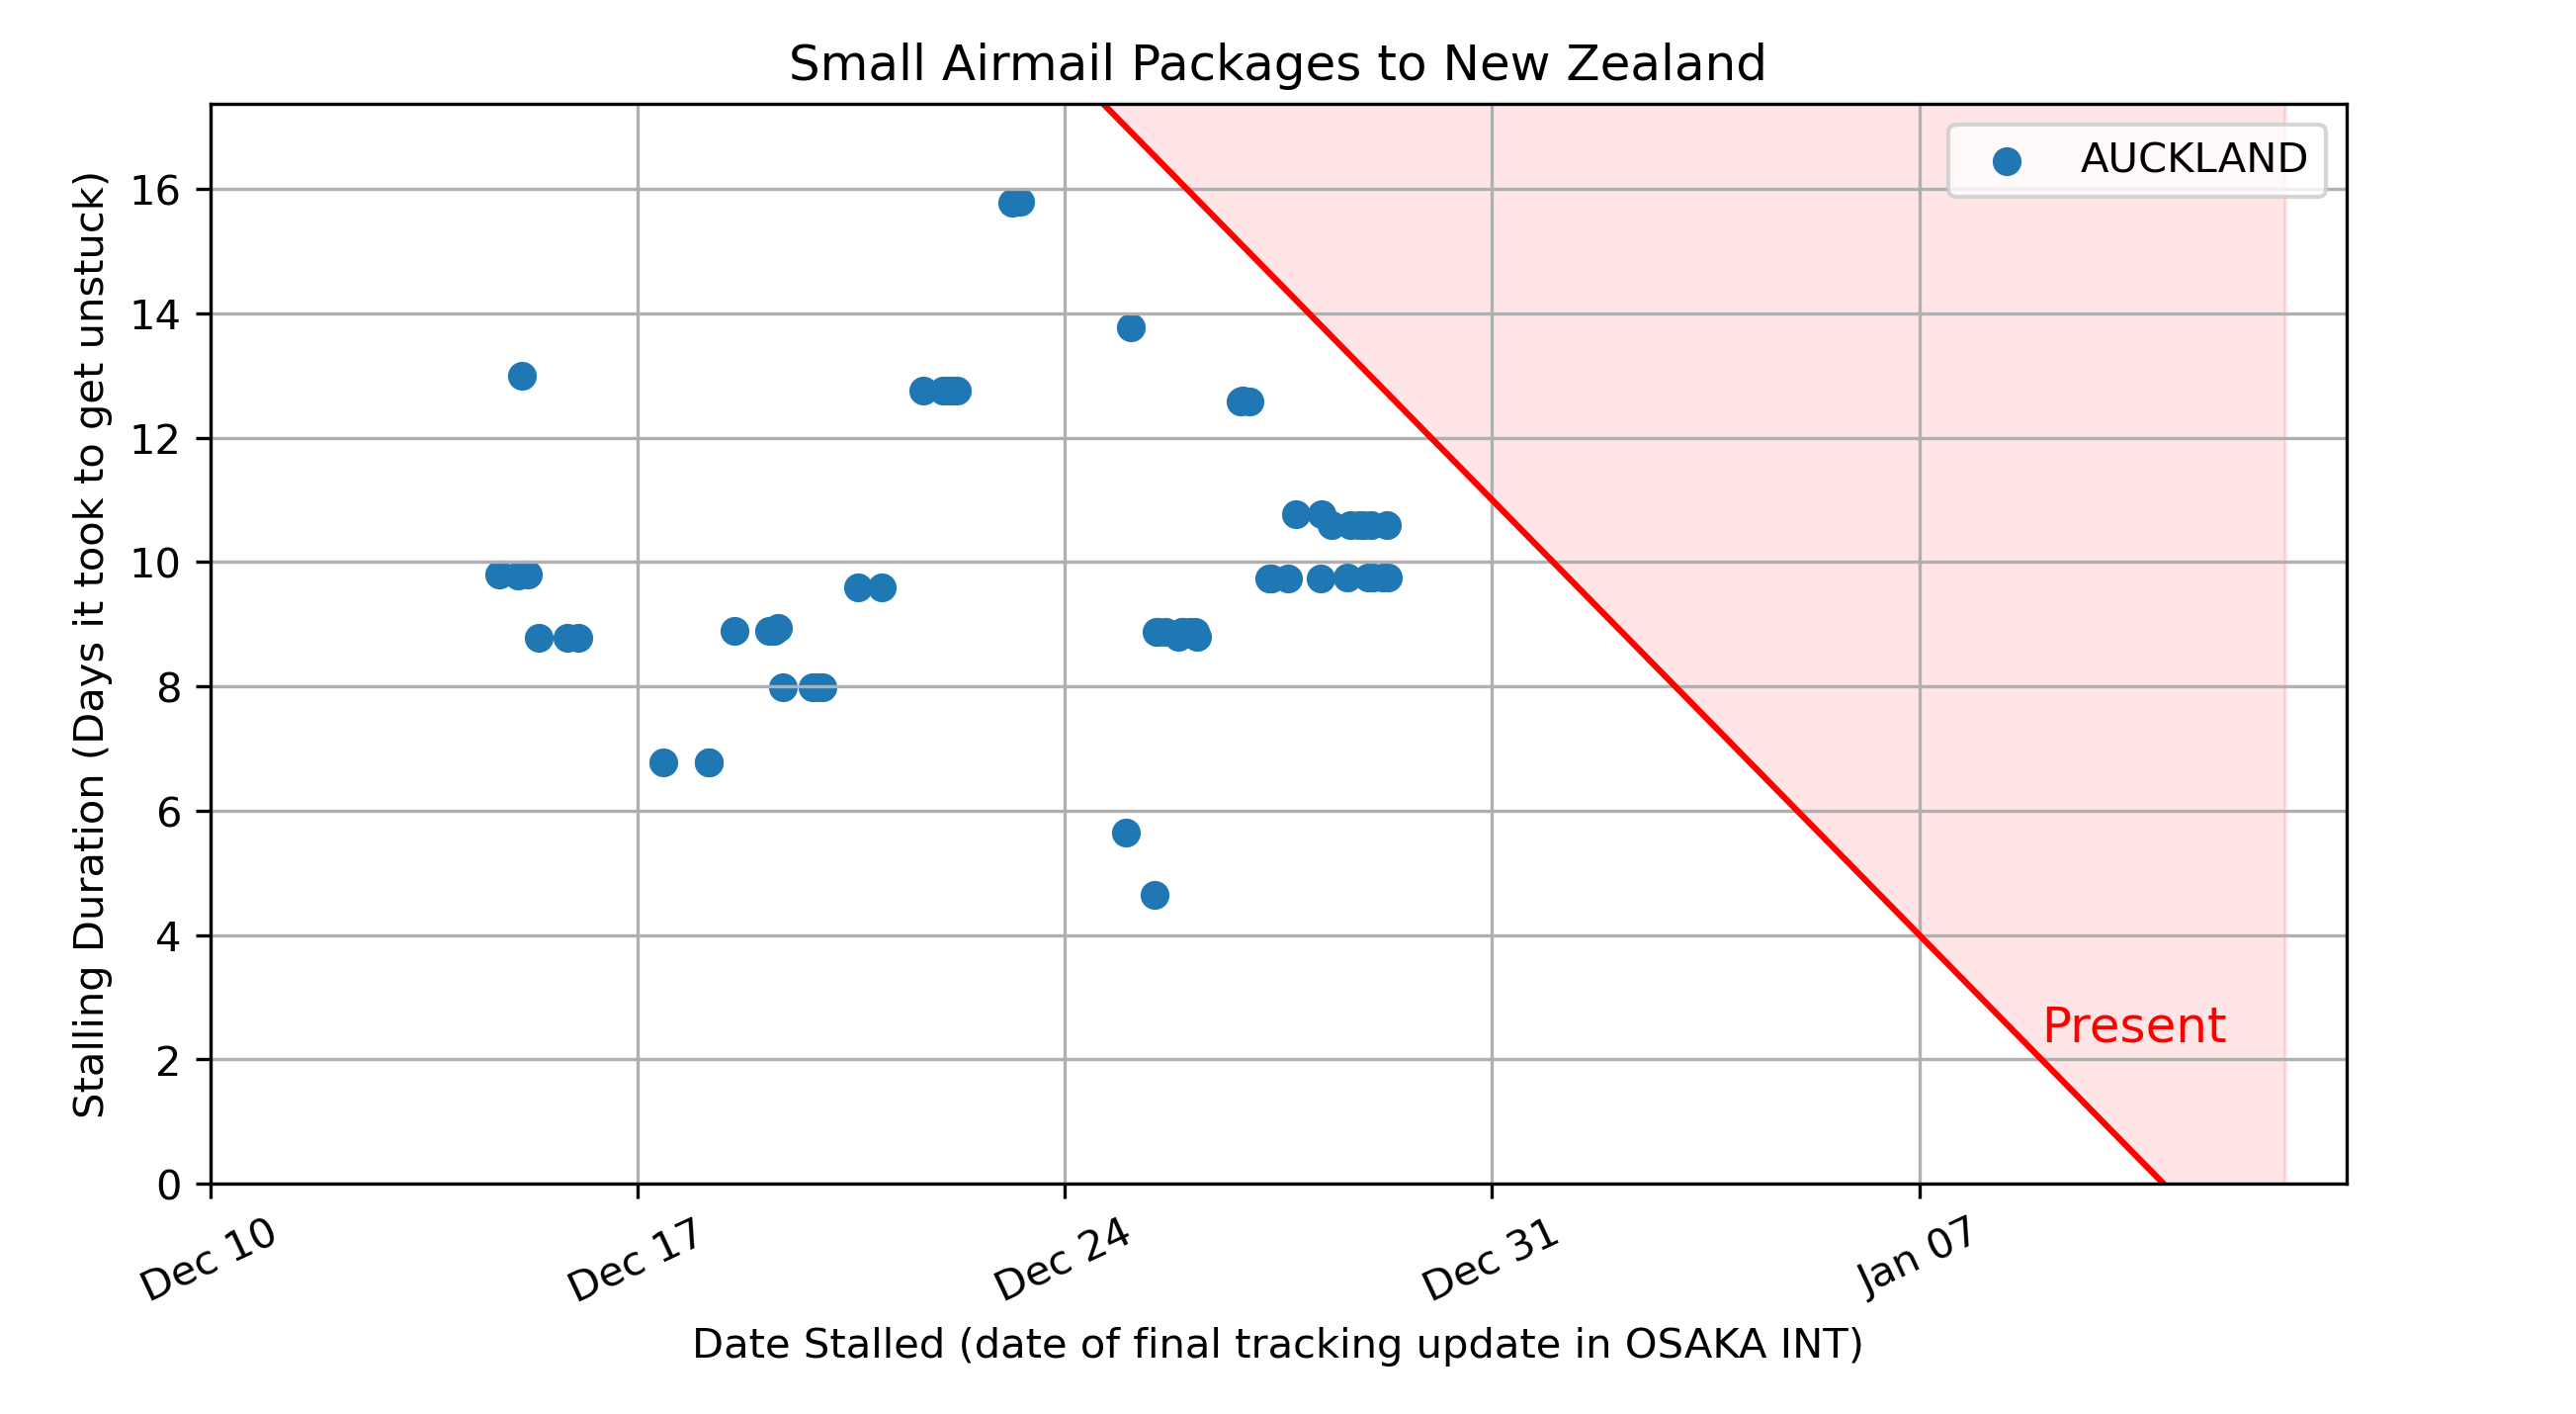 Small Airmail Packages to New Zealand
AUCKLAND
Stalling Duration (Days it took to get unstuck)
16
14
12
10
8
6
4
2
0
Present
Dec 10
Dec 17
Dec 24
Dec 31
Jan 07
Date Stalled (date of final tracking update in OSAKA INT)